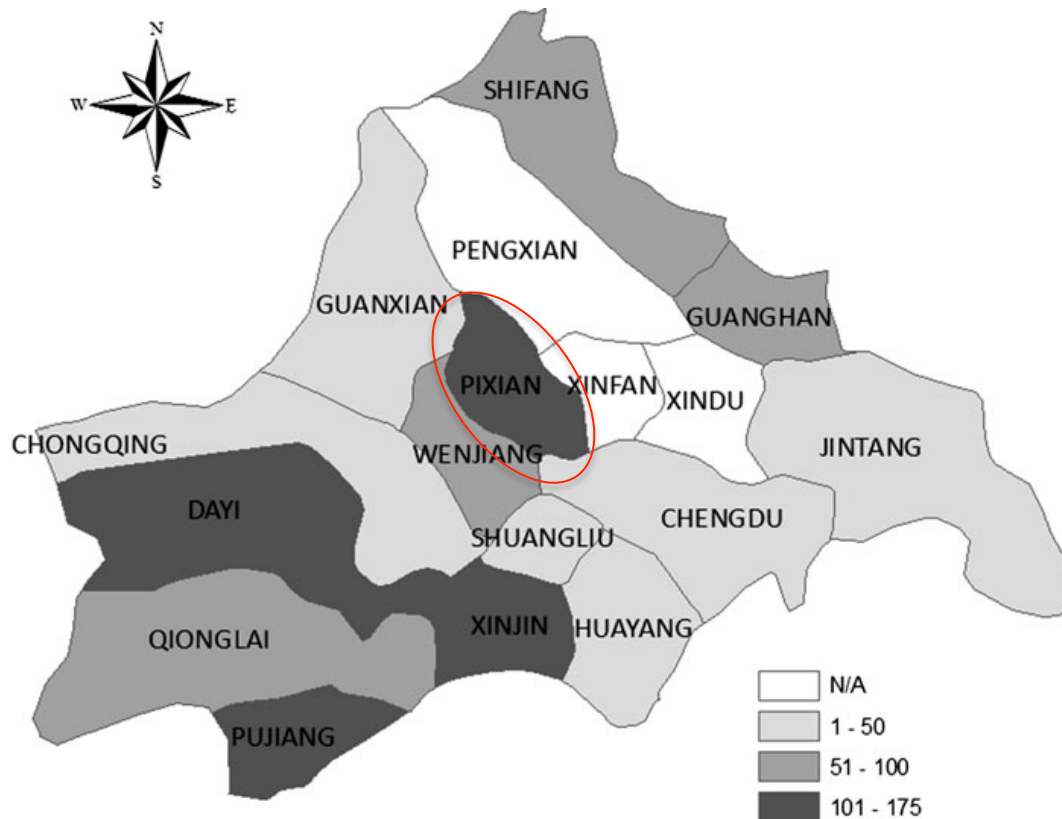 N
W E
S
SHIFANG
PENGXIAN
GUANXIAN
GUANGHAN
PIXIAN
XINFAN
XINDU
CHONGQING
WENJIANG
JINTANG
DAYI
CHENGDU
SHUANGLIU
XINJIN
HUAYANG
QIONGLAI
PUJIANG
N/A
1 - 50
51 - 100
101 - 175